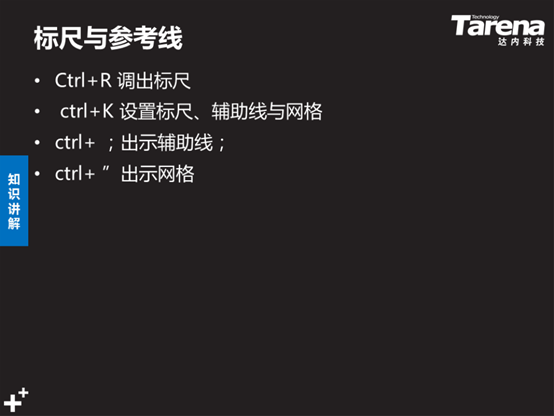 标尺与参考线
Technology
Tarena
达内科技
• Ctrl+R 调出标尺
• ctrl+K 设置标尺、辅助线与网格
• ctrl+ ；出示辅助线；
• ctrl+ ” 出示网格
知识讲解